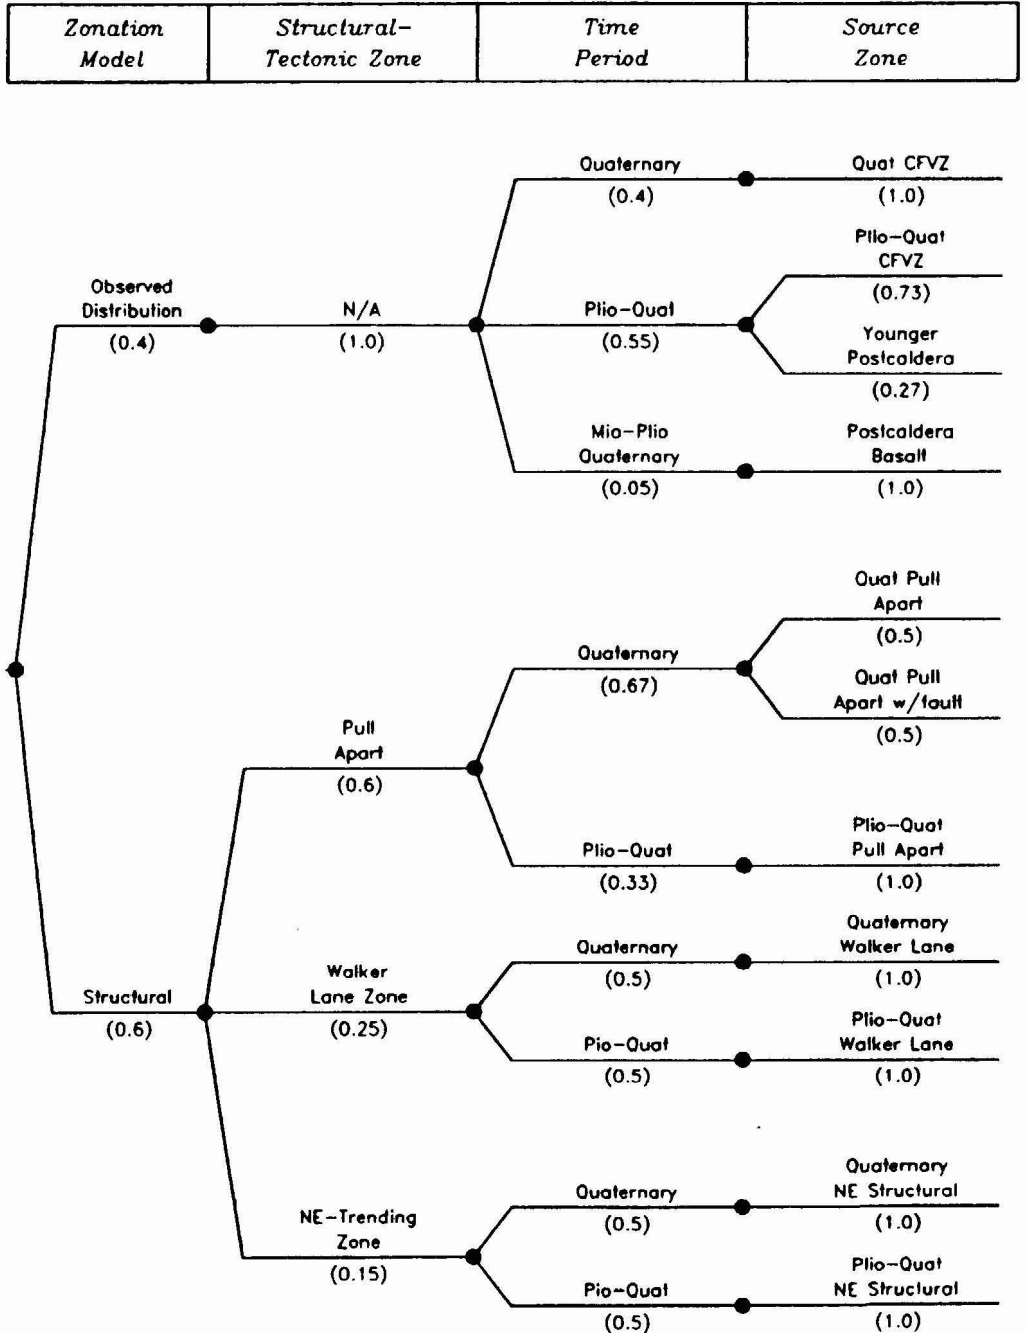 Zonation
Model
Structural-
Tectonic Zone
Time
Period
Source
Zone
Quaternary
(0.4)
Quat CFVZ
(1.0)
Plio-Quat
CFVZ
(0.73)
Observed
Distribution
(0.4)
N/A
(1.0)
Plio-Quat
(0.55)
Younger
Postcaldera
(0.27)
Mio-Plio
Quaternary
(0.05)
Postcaldera
Basalt
(1.0)
Quat Pull
Apart
(0.5)
Quaternary
(0.67)
Quat Pull
Apart w/fault
(0.5)
Pull
Apart
(0.6)
Plio-Quat
(0.33)
Plio-Quat
Pull Apart
(1.0)
Quaternary
(0.5)
Quaternary
Walker Lane
(1.0)
Structural
(0.6)
Walker
Lane Zone
(0.25)
Pio-Quat
(0.5)
Plio-Quat
Walker Lane
(1.0)
Quaternary
(0.5)
Quaternary
NE Structural
(1.0)
NE-Trending
Zone
(0.15)
Pio-Quat
(0.5)
Plio-Quat
NE Structural
(1.0)